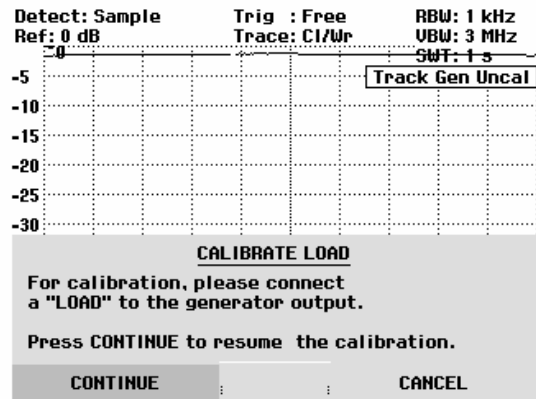 Detect: Sample Trig : Free RBW: 1 kHz
Ref: 0 dB Trace: Cl/Wr VBW: 3 MHz
SWT: 1 s
0
Track Gen Uncal
-5
-10
-15
-20
-25
-30
CALIBRATE LOAD
For calibration, please connect
a "LOAD" to the generator output.
Press CONTINUE to resume the calibration.
CONTINUE CANCEL